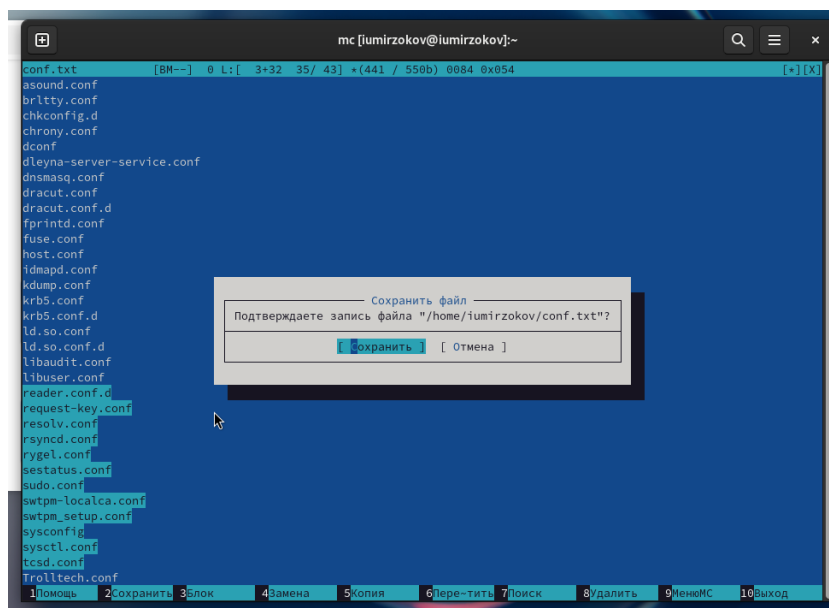 mc [iumirzokov@iumirzokov]:~
conf.txt [BM--] 0 L:[ 3+32 35/ 43] *(441 / 550b) 0084 0x054 [*][X]
asound.conf
brltty.conf
chkconfig.d
chrony.conf
dconf
dleyna-server-service.conf
dnsmasq.conf
dracut.conf
dracut.conf.d
fprintd.conf
fuse.conf
host.conf
idmapd.conf
kdump.conf
krb5.conf
krb5.conf.d
ld.so.conf
ld.so.conf.d
libaudit.conf
libuser.conf
reader.conf.d
request-key.conf
resolv.conf
rsyncd.conf
rygel.conf
sestatus.conf
sudo.conf
swtpm-localca.conf
swtpm_setup.conf
sysconfig
sysctl.conf
tcsd.conf
Trolltech.conf
Сохранить файл
Подтверждаете запись файла "/home/iumirzokov/conf.txt"?
[ Сохранить ] [ Отмена ]
1Помощь 2Сохранить 3Блок 4Замена 5Копия 6Пере~тить 7Поиск 8Удалить 9МенюMC 10Выход